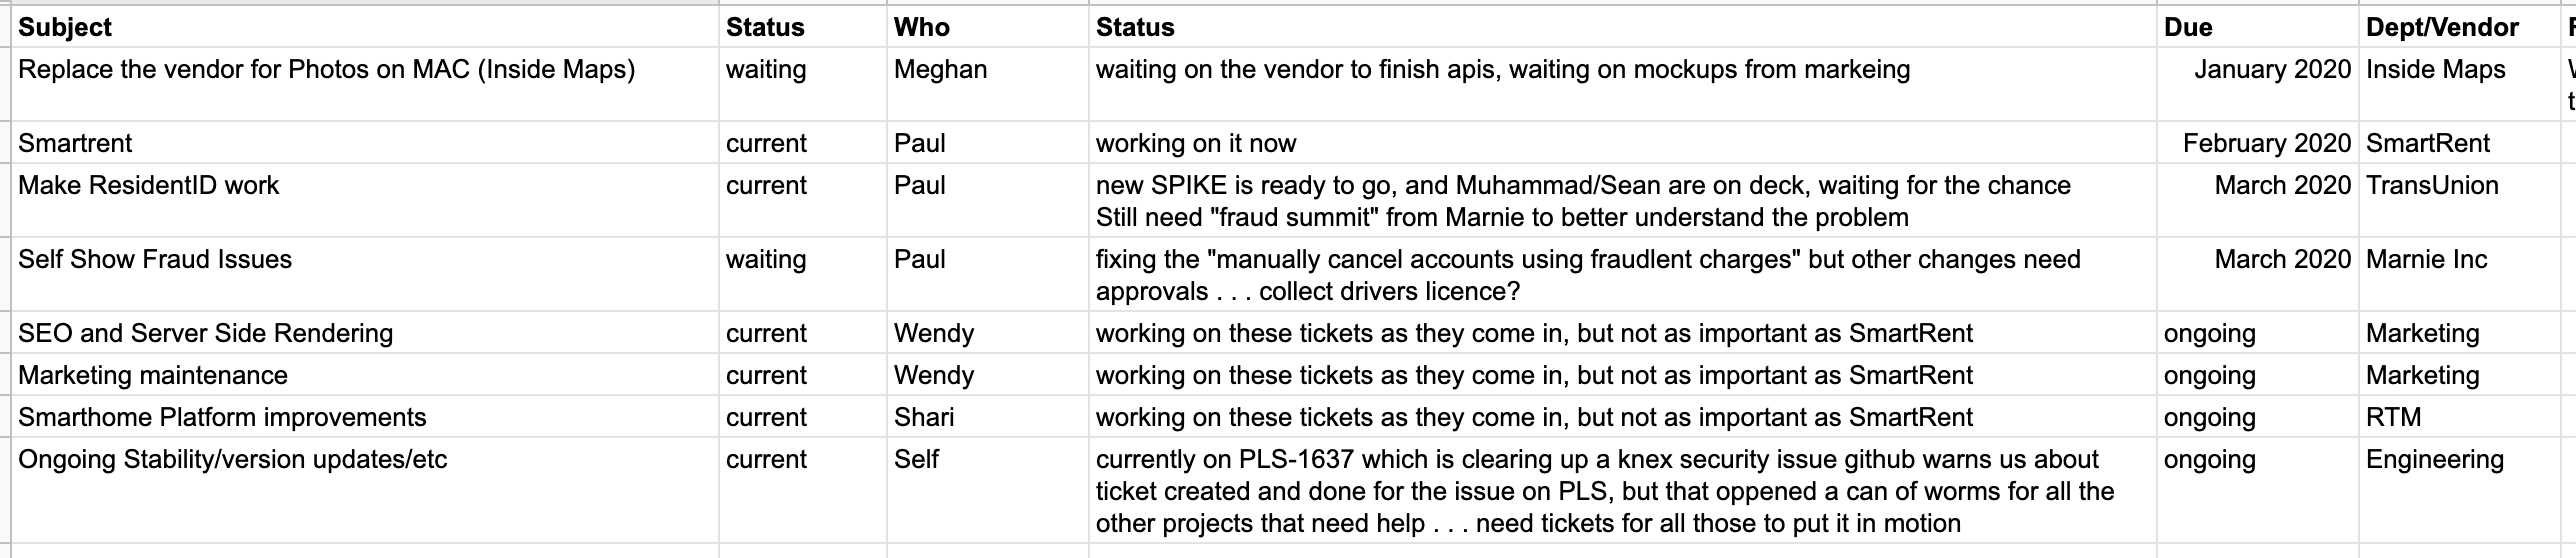 Subject Status Who Status Due Dept/Vendor
Replace the vendor for Photos on MAC (Inside Maps) waiting Meghan waiting on the vendor to finish apis, waiting on mockups from markeing January 2020 Inside Maps
Smartrent current Paul working on it now February 2020 SmartRent
Make ResidentID work current Paul new SPIKE is ready to go, and Muhammad/Sean are on deck, waiting for the chance March 2020 TransUnion
Still need "fraud summit" from Marnie to better understand the problem
Self Show Fraud Issues waiting Paul fixing the "manually cancel accounts using fraudlent charges" but other changes need March 2020 Marnie Inc
approvals . . . collect drivers licence?
SEO and Server Side Rendering current Wendy working on these tickets as they come in, but not as important as SmartRent ongoing Marketing
Marketing maintenance current Wendy working on these tickets as they come in, but not as important as SmartRent ongoing Marketing
Smarthome Platform improvements current Shari working on these tickets as they come in, but not as important as SmartRent ongoing RTM
Ongoing Stability/version updates/etc current Self currently on PLS-1637 which is clearing up a knex security issue github warns us about ongoing Engineering
ticket created and done for the issue on PLS, but that oppened a can of worms for all the
other projects that need help . . . need tickets for all those to put it in motion